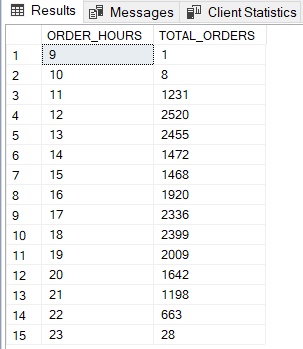 Results Messages Client Statistics
ORDER_HOURS TOTAL_ORDERS
1 9 1
2 10 8
3 11 1231
4 12 2520
5 13 2455
6 14 1472
7 15 1468
8 16 1920
9 17 2336
10 18 2399
11 19 2009
12 20 1642
13 21 1198
14 22 663
15 23 28